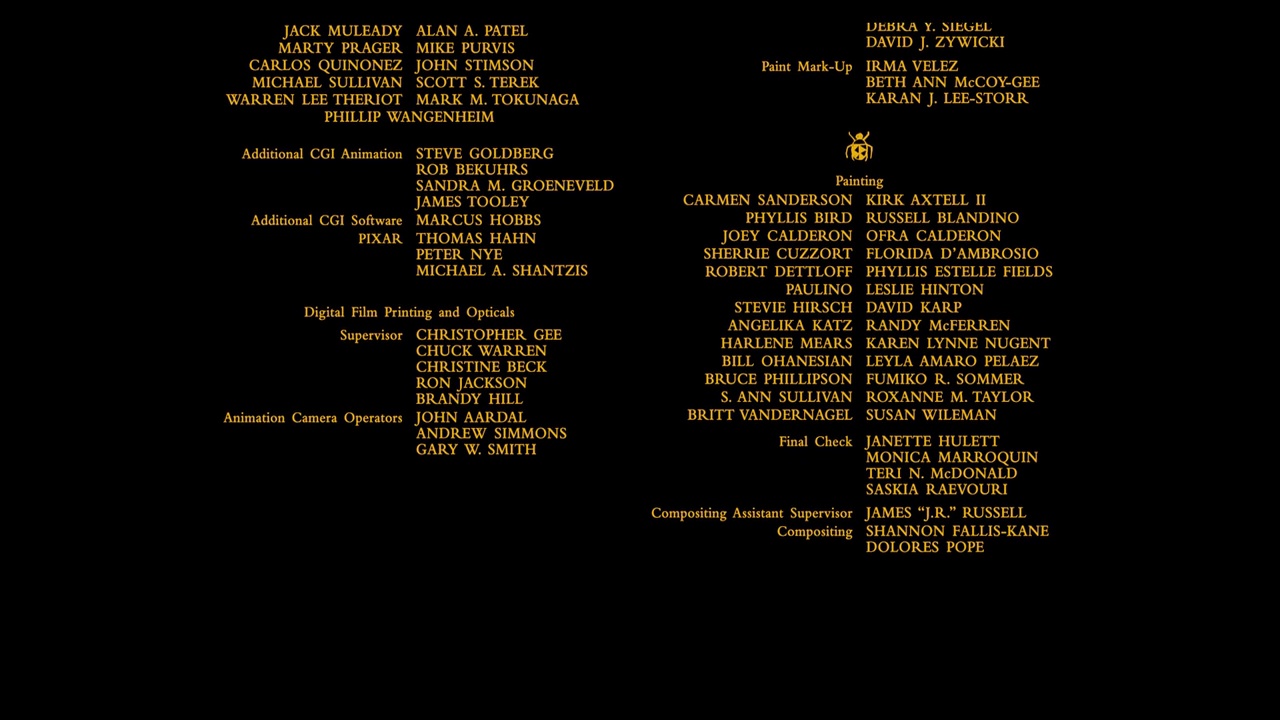 JACK MULEADY ALAN A. PATEL
MARTY PRAGER MIKE PURVIS
CARLOS QUINONEZ JOHN STIMSON
MICHAEL SULLIVAN SCOTT S. TEREK
WARREN LEE THERIOT MARK M. TOKUNAGA
PHILLIP WANGENHEIM
Additional CGI Animation STEVE GOLDBERG
ROB BEKUHRS
SANDRA M. GROENEVELD
JAMES TOOLEY
Additional CGI Software MARCUS HOBBS
PIXAR THOMAS HAHN
PETER NYE
MICHAEL A. SHANTZIS
Digital Film Printing and Opticals
Supervisor CHRISTOPHER GEE
CHUCK WARREN
CHRISTINE BECK
RON JACKSON
BRANDY HILL
Animation Camera Operators JOHN AARDAL
ANDREW SIMMONS
GARY W. SMITH
DEBRA Y. SIEGEL
DAVID J. ZYWICKI
Paint Mark-Up IRMA VELEZ
BETH ANN McCOY-GEE
KARAN J. LEE-STORR
Painting
CARMEN SANDERSON KIRK AXTELL II
PHYLLIS BIRD RUSSELL BLANDINO
JOEY CALDERON OFRA CALDERON
SHERRIE CUZZORT FLORIDA D'AMBROSIO
ROBERT DETTLOFF PHYLLIS ESTELLE FIELDS
PAULINO LESLIE HINTON
STEVIE HIRSCH DAVID KARP
ANGELIKA KATZ RANDY McFERREN
HARLENE MEARS KAREN LYNNE NUGENT
BILL OHANESIAN LEYLA AMARO PELAEZ
BRUCE PHILLIPSON FUMIKO R. SOMMER
S. ANN SULLIVAN ROXANNE M. TAYLOR
BRITT VANDERNAGEL SUSAN WILEMAN
Final Check JANETTE HULETT
MONICA MARROQUIN
TERI N. McDONALD
SASKIA RAEVOURI
Compositing Assistant Supervisor JAMES “J.R.” RUSSELL
Compositing SHANNON FALLIS-KANE
DOLORES POPE